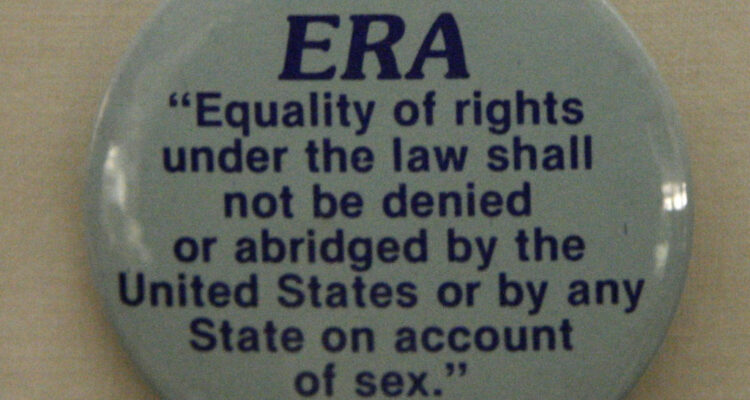 ERA
“Equality of rights
under the law shall
not be denied
or abridged by the
United States or by any
State on account
of sex.”